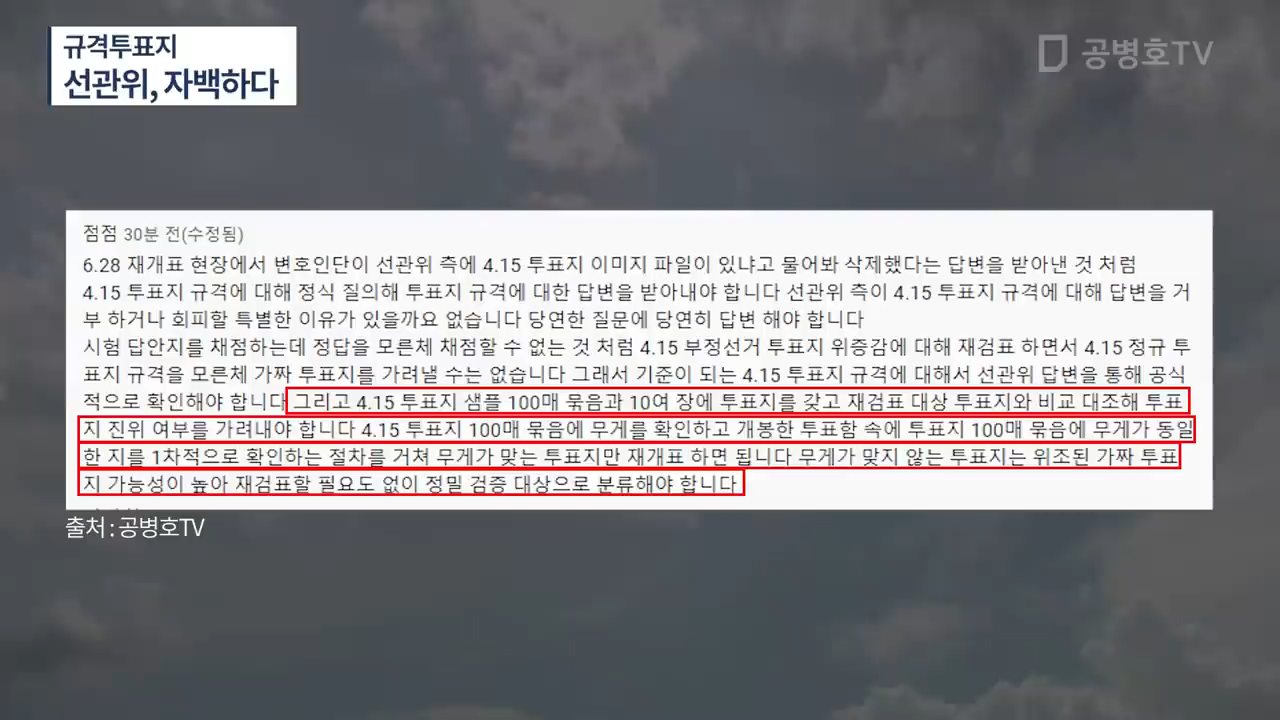 규격투표지
선관위, 자백하다
공병호TV
점점 30분 전(수정됨)
6.28 재개표 현장에서 변호인단이 선관위 측에 4.15 투표지 이미지 파일이 있냐고 물어봐 삭제했다는 답변을 받아낸 것 처럼
4.15 투표지 규격에 대해 정식 질의해 투표지 규격에 대한 답변을 받아내야 합니다 선관위 측이 4.15 투표지 규격에 대해 답변을 거
부 하거나 회피할 특별한 이유가 있을까요 없습니다 당연한 질문에 당연히 답변 해야 합니다
시험 답안지를 채점하는데 정답을 모른체 채점할 수 없는 것 처럼 4.15 부정선거 투표지 위증감에 대해 재검표 하면서 4.15 정규 투
표지 규격을 모른체 가짜 투표지를 가려낼 수는 없습니다 그래서 기준이 되는 4.15 투표지 규격에 대해서 선관위 답변을 통해 공식
적으로 확인해야 합니다 그리고 4.15 투표지 샘플 100매 묶음과 10여 장에 투표지를 갖고 재검표 대상 투표지와 비교 대조해 투표
지 진위 여부를 가려내야 합니다 4.15 투표지 100매 묶음에 무게를 확인하고 개봉한 투표함 속에 투표지 100매 묶음에 무게가 동일
한 지를 1차적으로 확인하는 절차를 거쳐 무게가 맞는 투표지만 재개표 하면 됩니다 무게가 맞지 않는 투표지는 위조된 가짜 투표
지 가능성이 높아 재검표할 필요도 없이 정밀 검증 대상으로 분류해야 합니다
출처 : 공병호TV